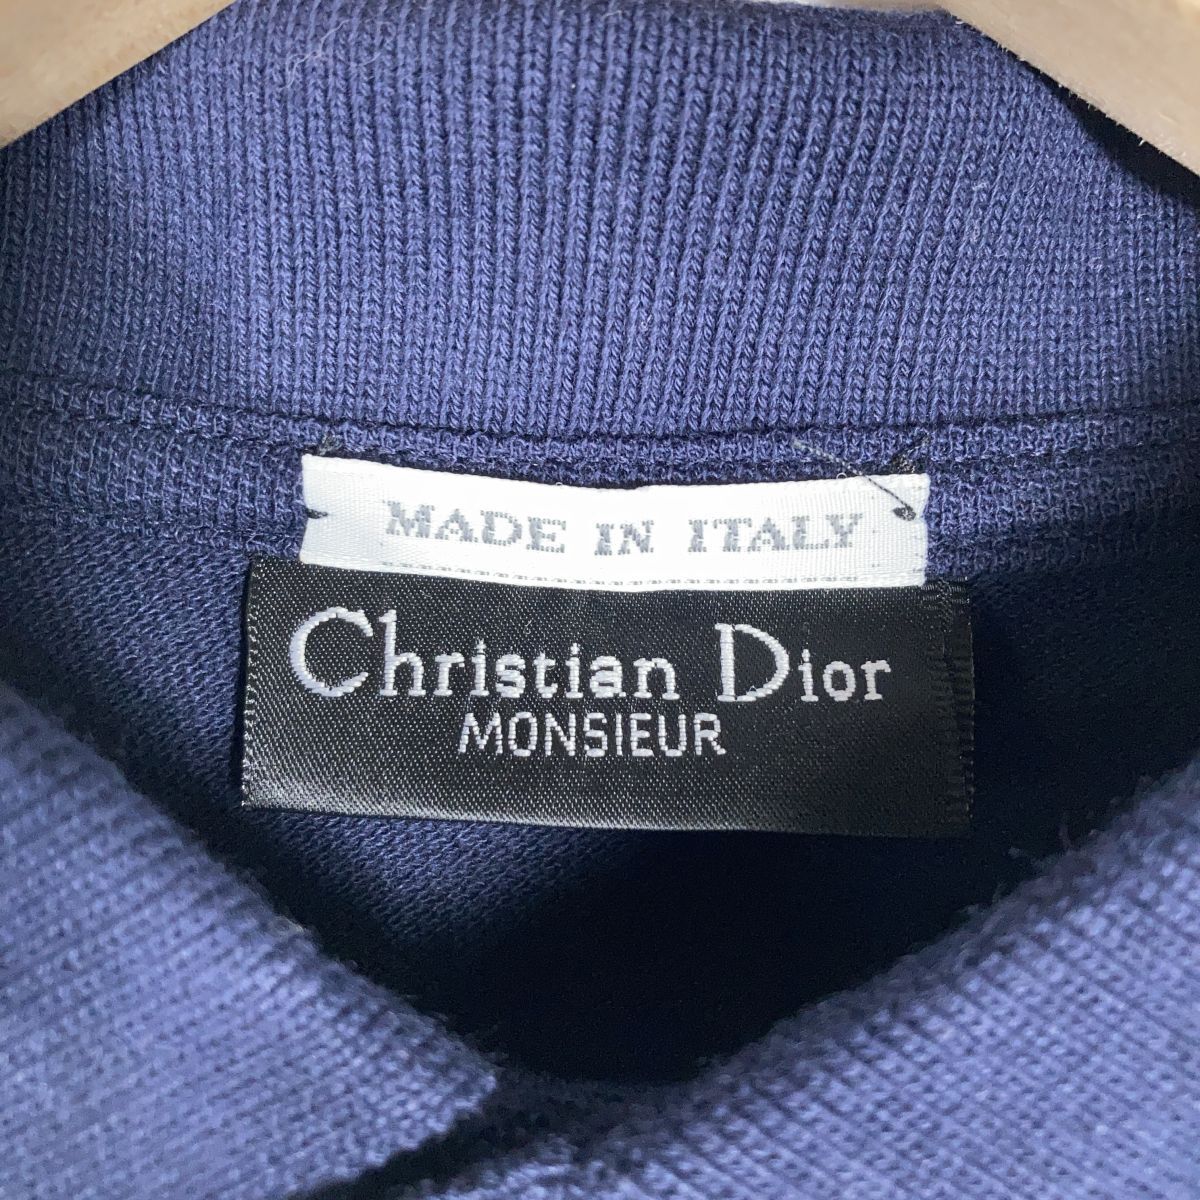 MADE IN ITALY
Christian Dior
MONSIEUR